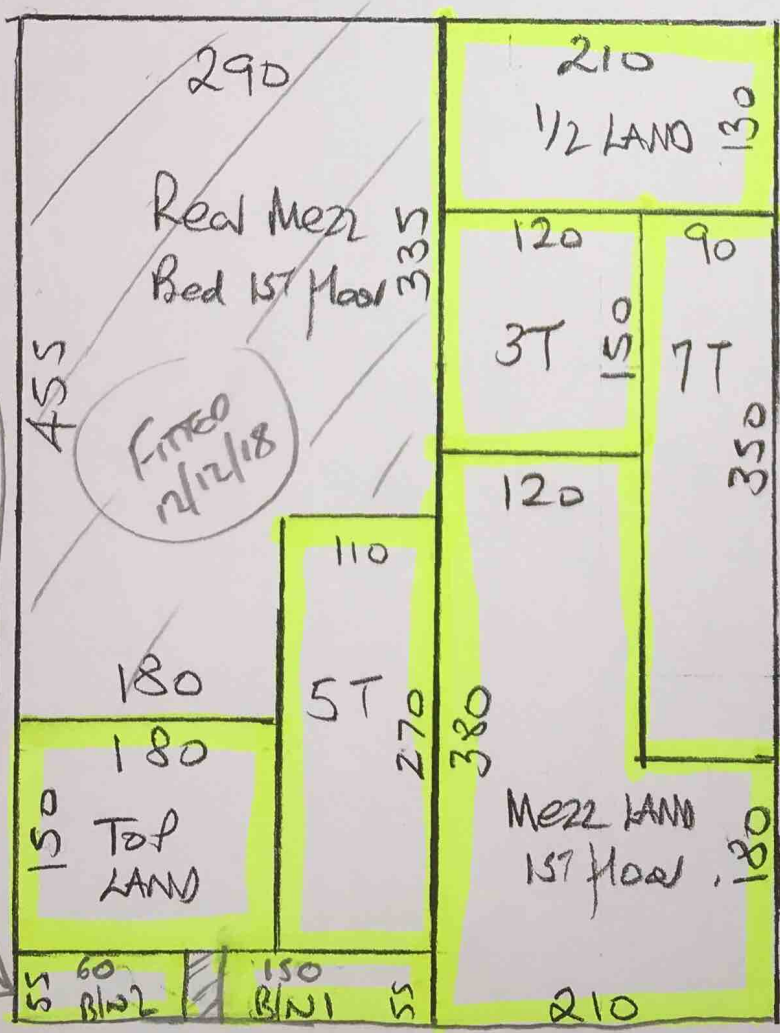 290
Real Mezz
Bed 1ST floor
335
455
FITTED
12/12/18
180
180
150
TOP
LAND
110
5T
270
55
60
B/N2
150
B/N1
55
210
1/2 LAND
130
120
3T
150
90
7T
350
120
380
Mezz LAND
1ST floor.
180
210